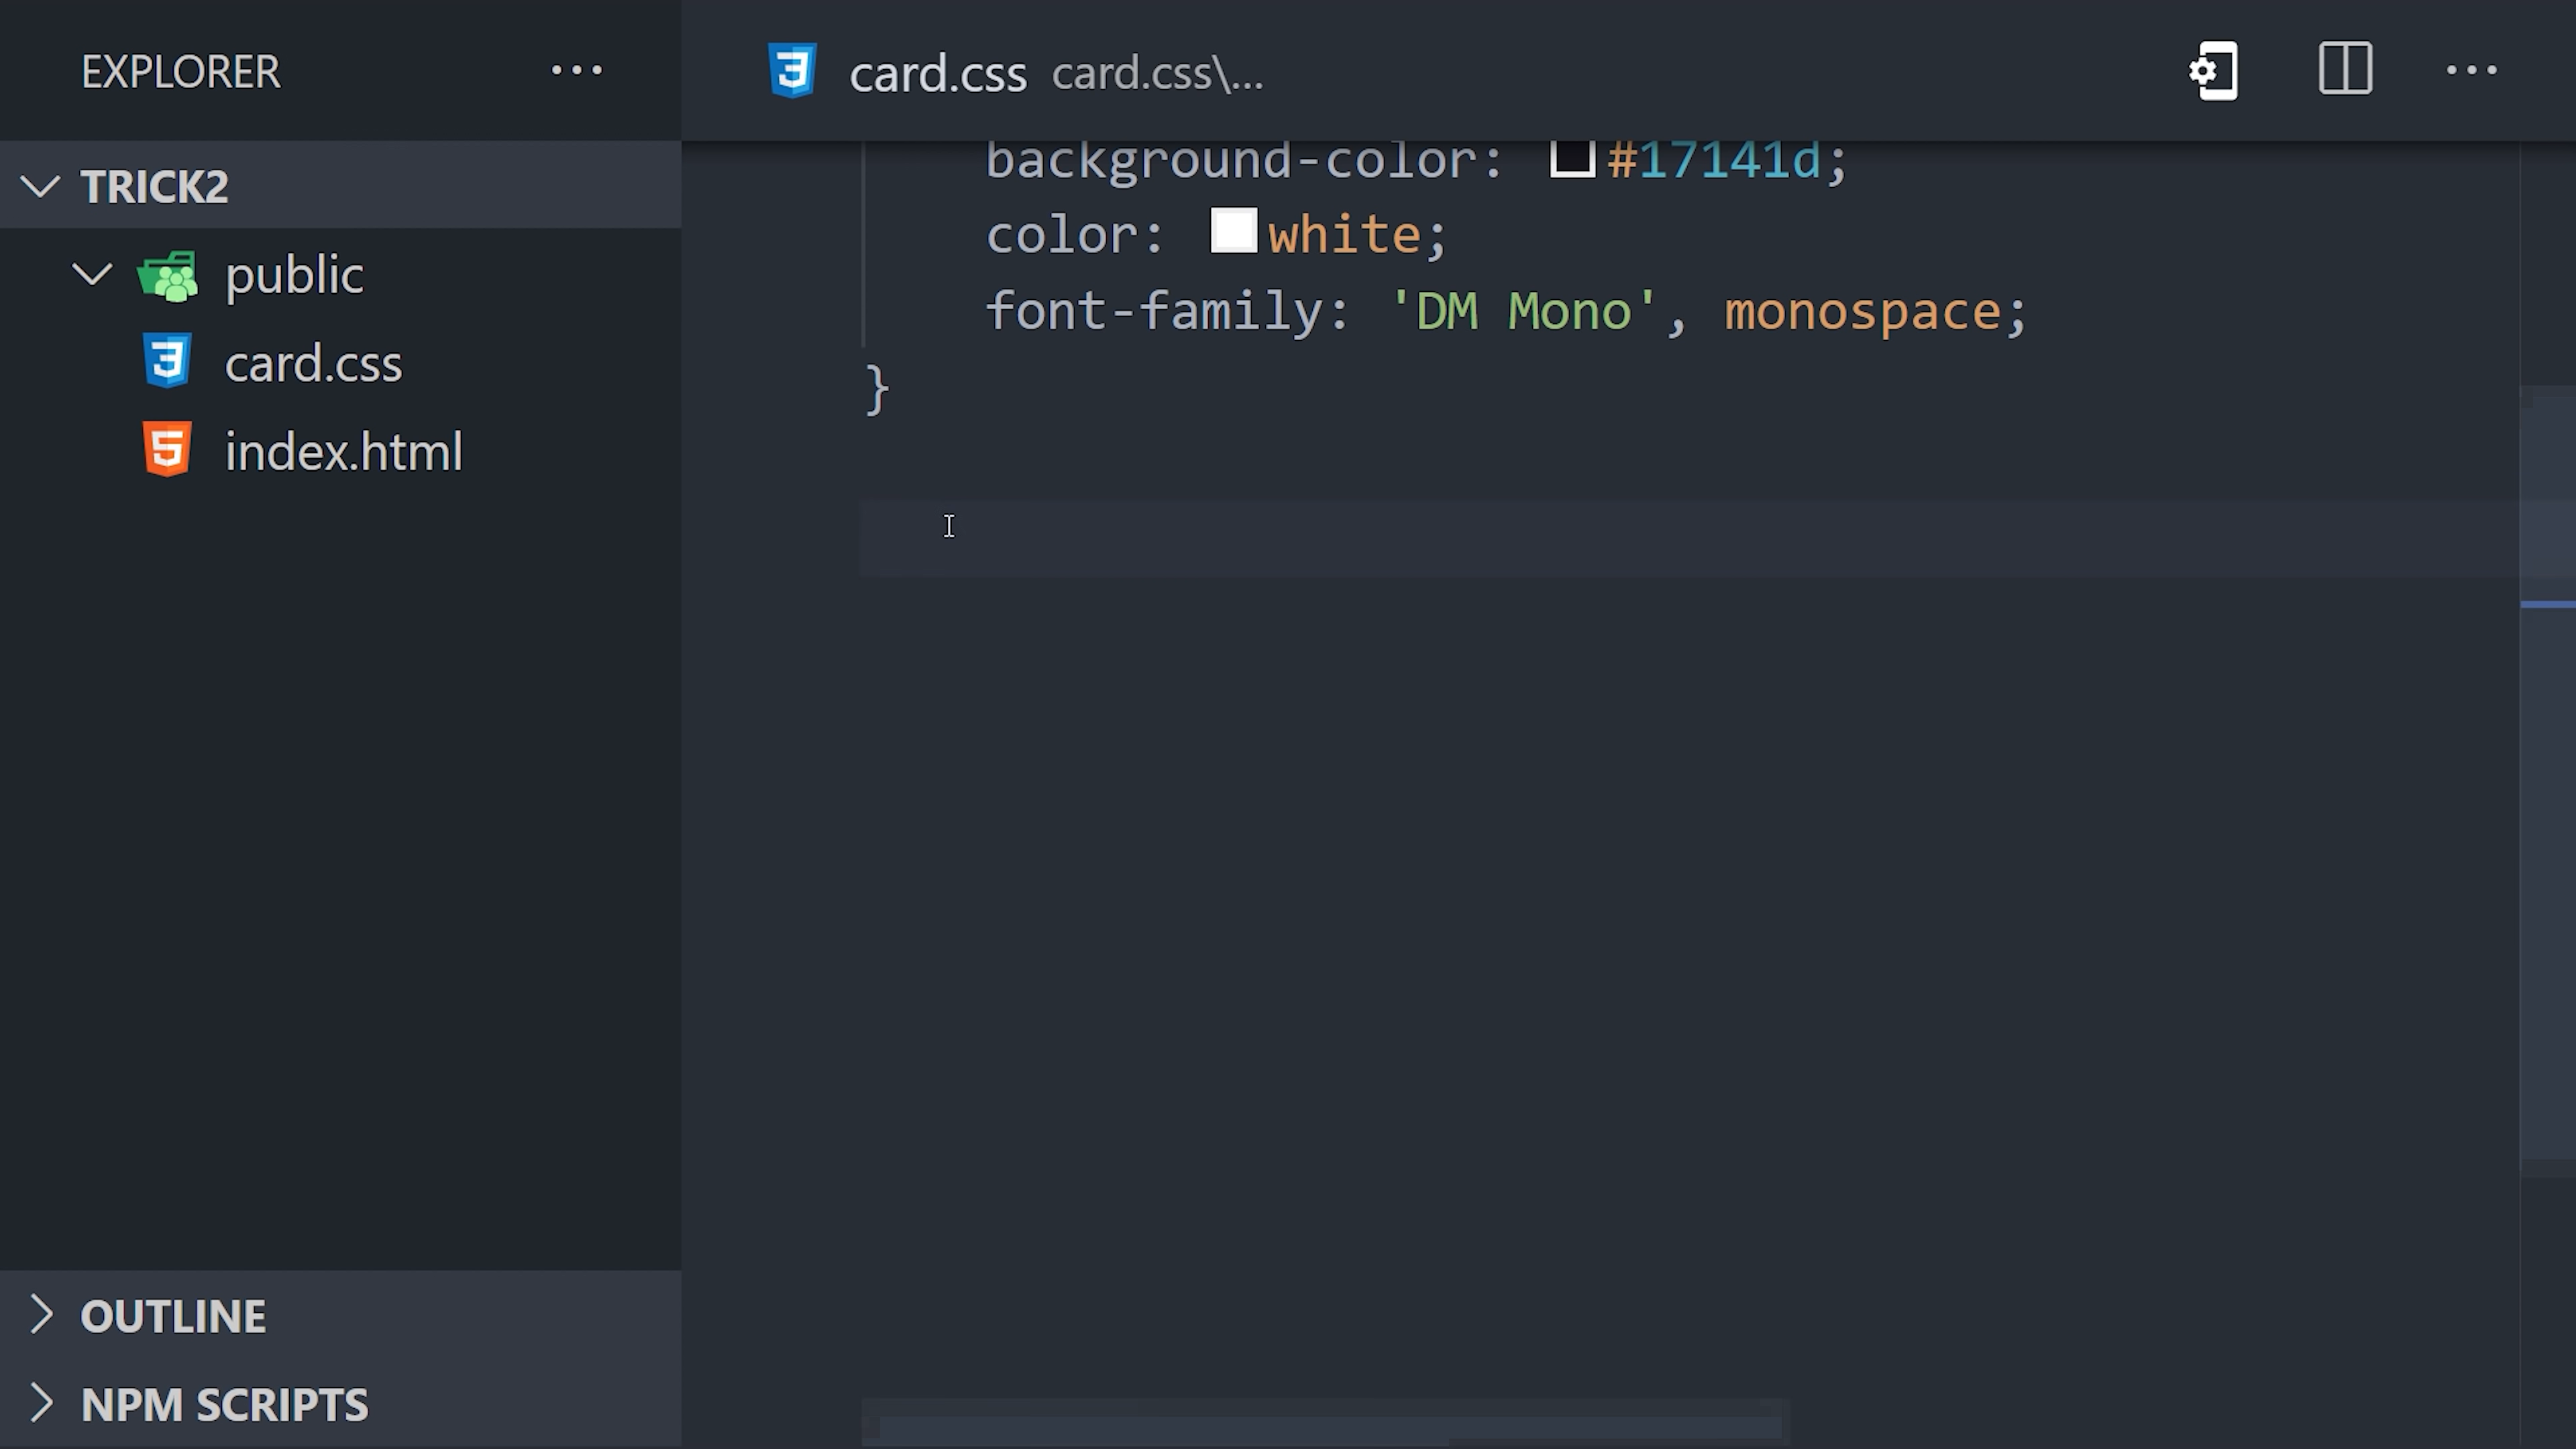 EXPLORER
TRICK2
public
card.css
index.html
OUTLINE
NPM SCRIPTS
card.css card.css\...
background-color: #17141d;
color: white;
font-family: 'DM Mono', monospace;
}